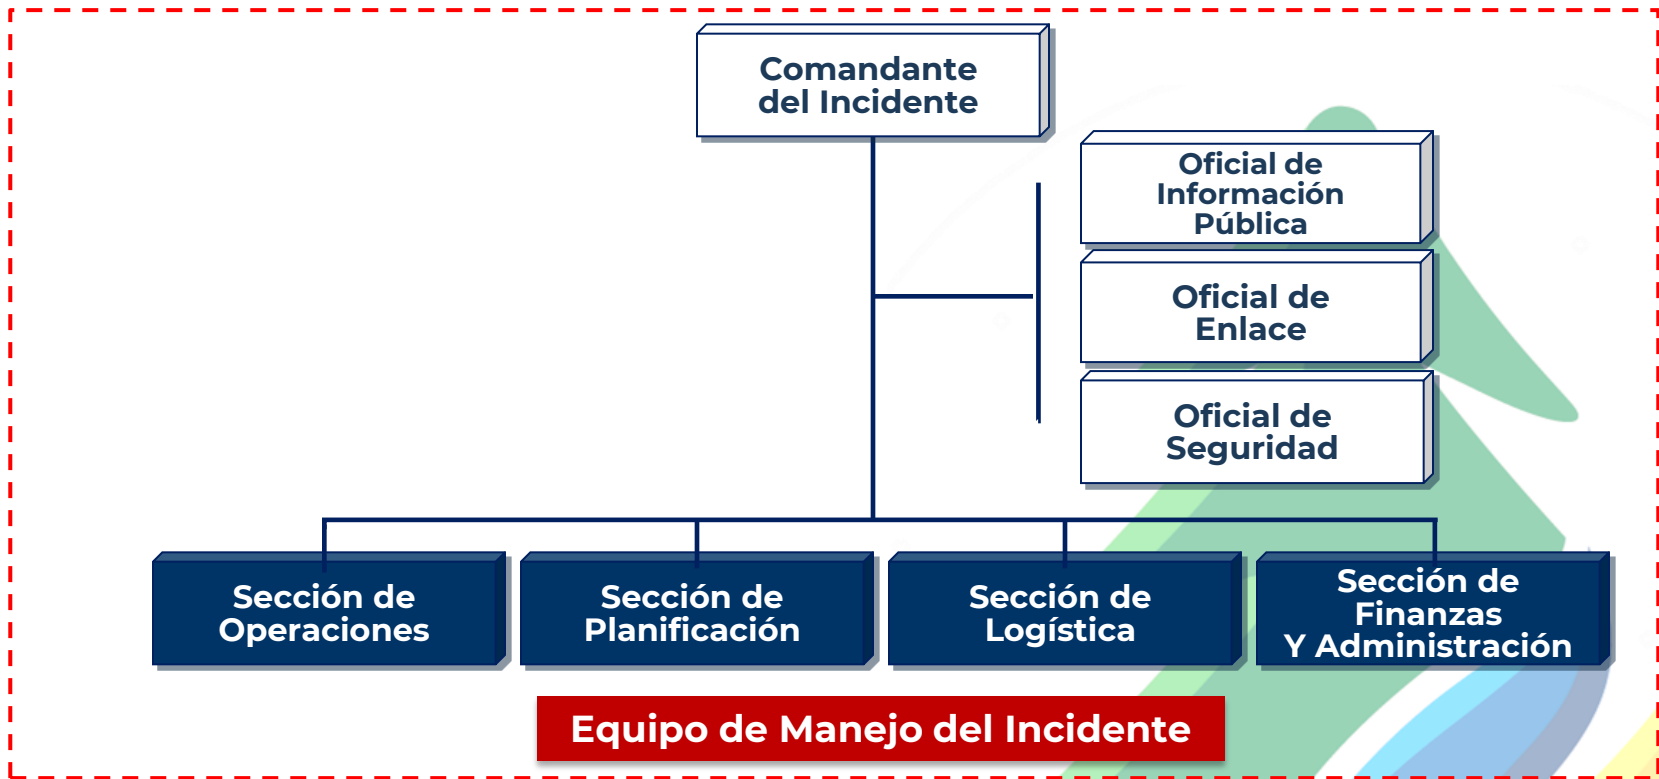 Comandante
del Incidente
Oficial de
Información
Pública
Oficial de
Enlace
Oficial de
Seguridad
Sección de
Operaciones
Sección de
Planificación
Sección de
Logística
Sección de
Finanzas
Y Administración
Equipo de Manejo del Incidente